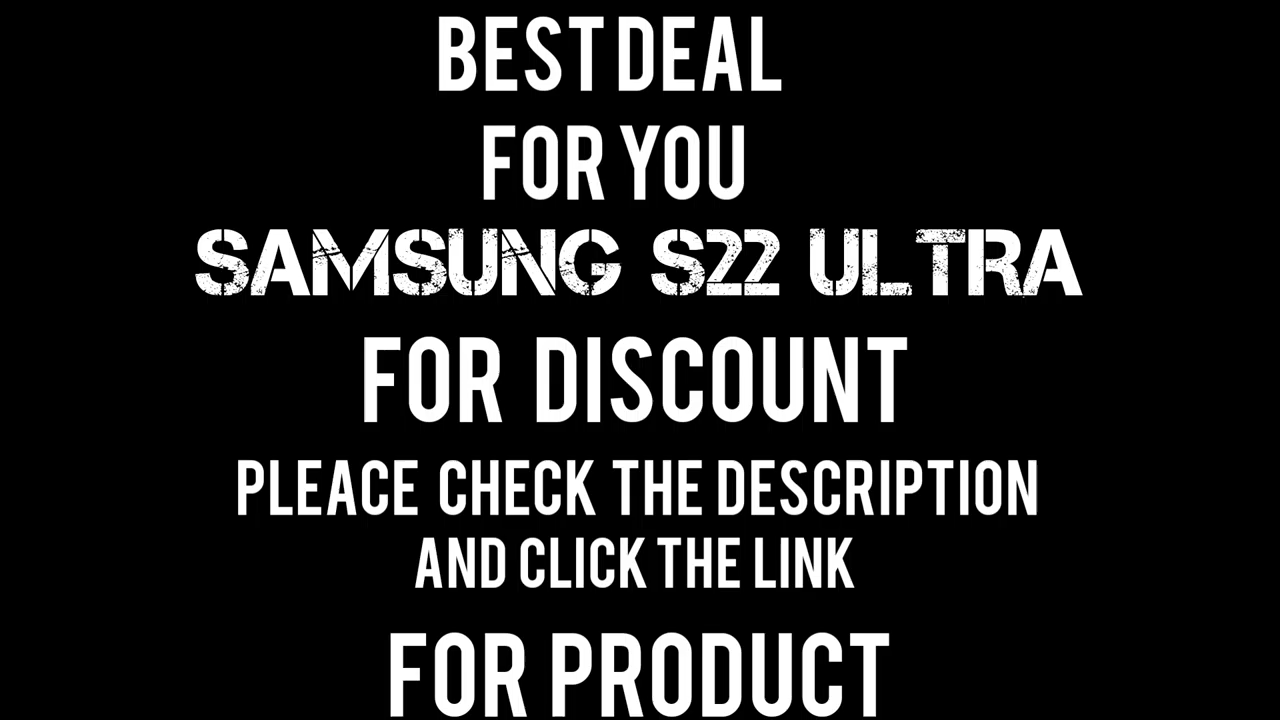 BEST DEAL
FOR YOU
SAMSUNG S22 ULTRA
FOR DISCOUNT
PLEACE CHECK THE DESCRIPTION
AND CLICK THE LINK
FOR PRODUCT